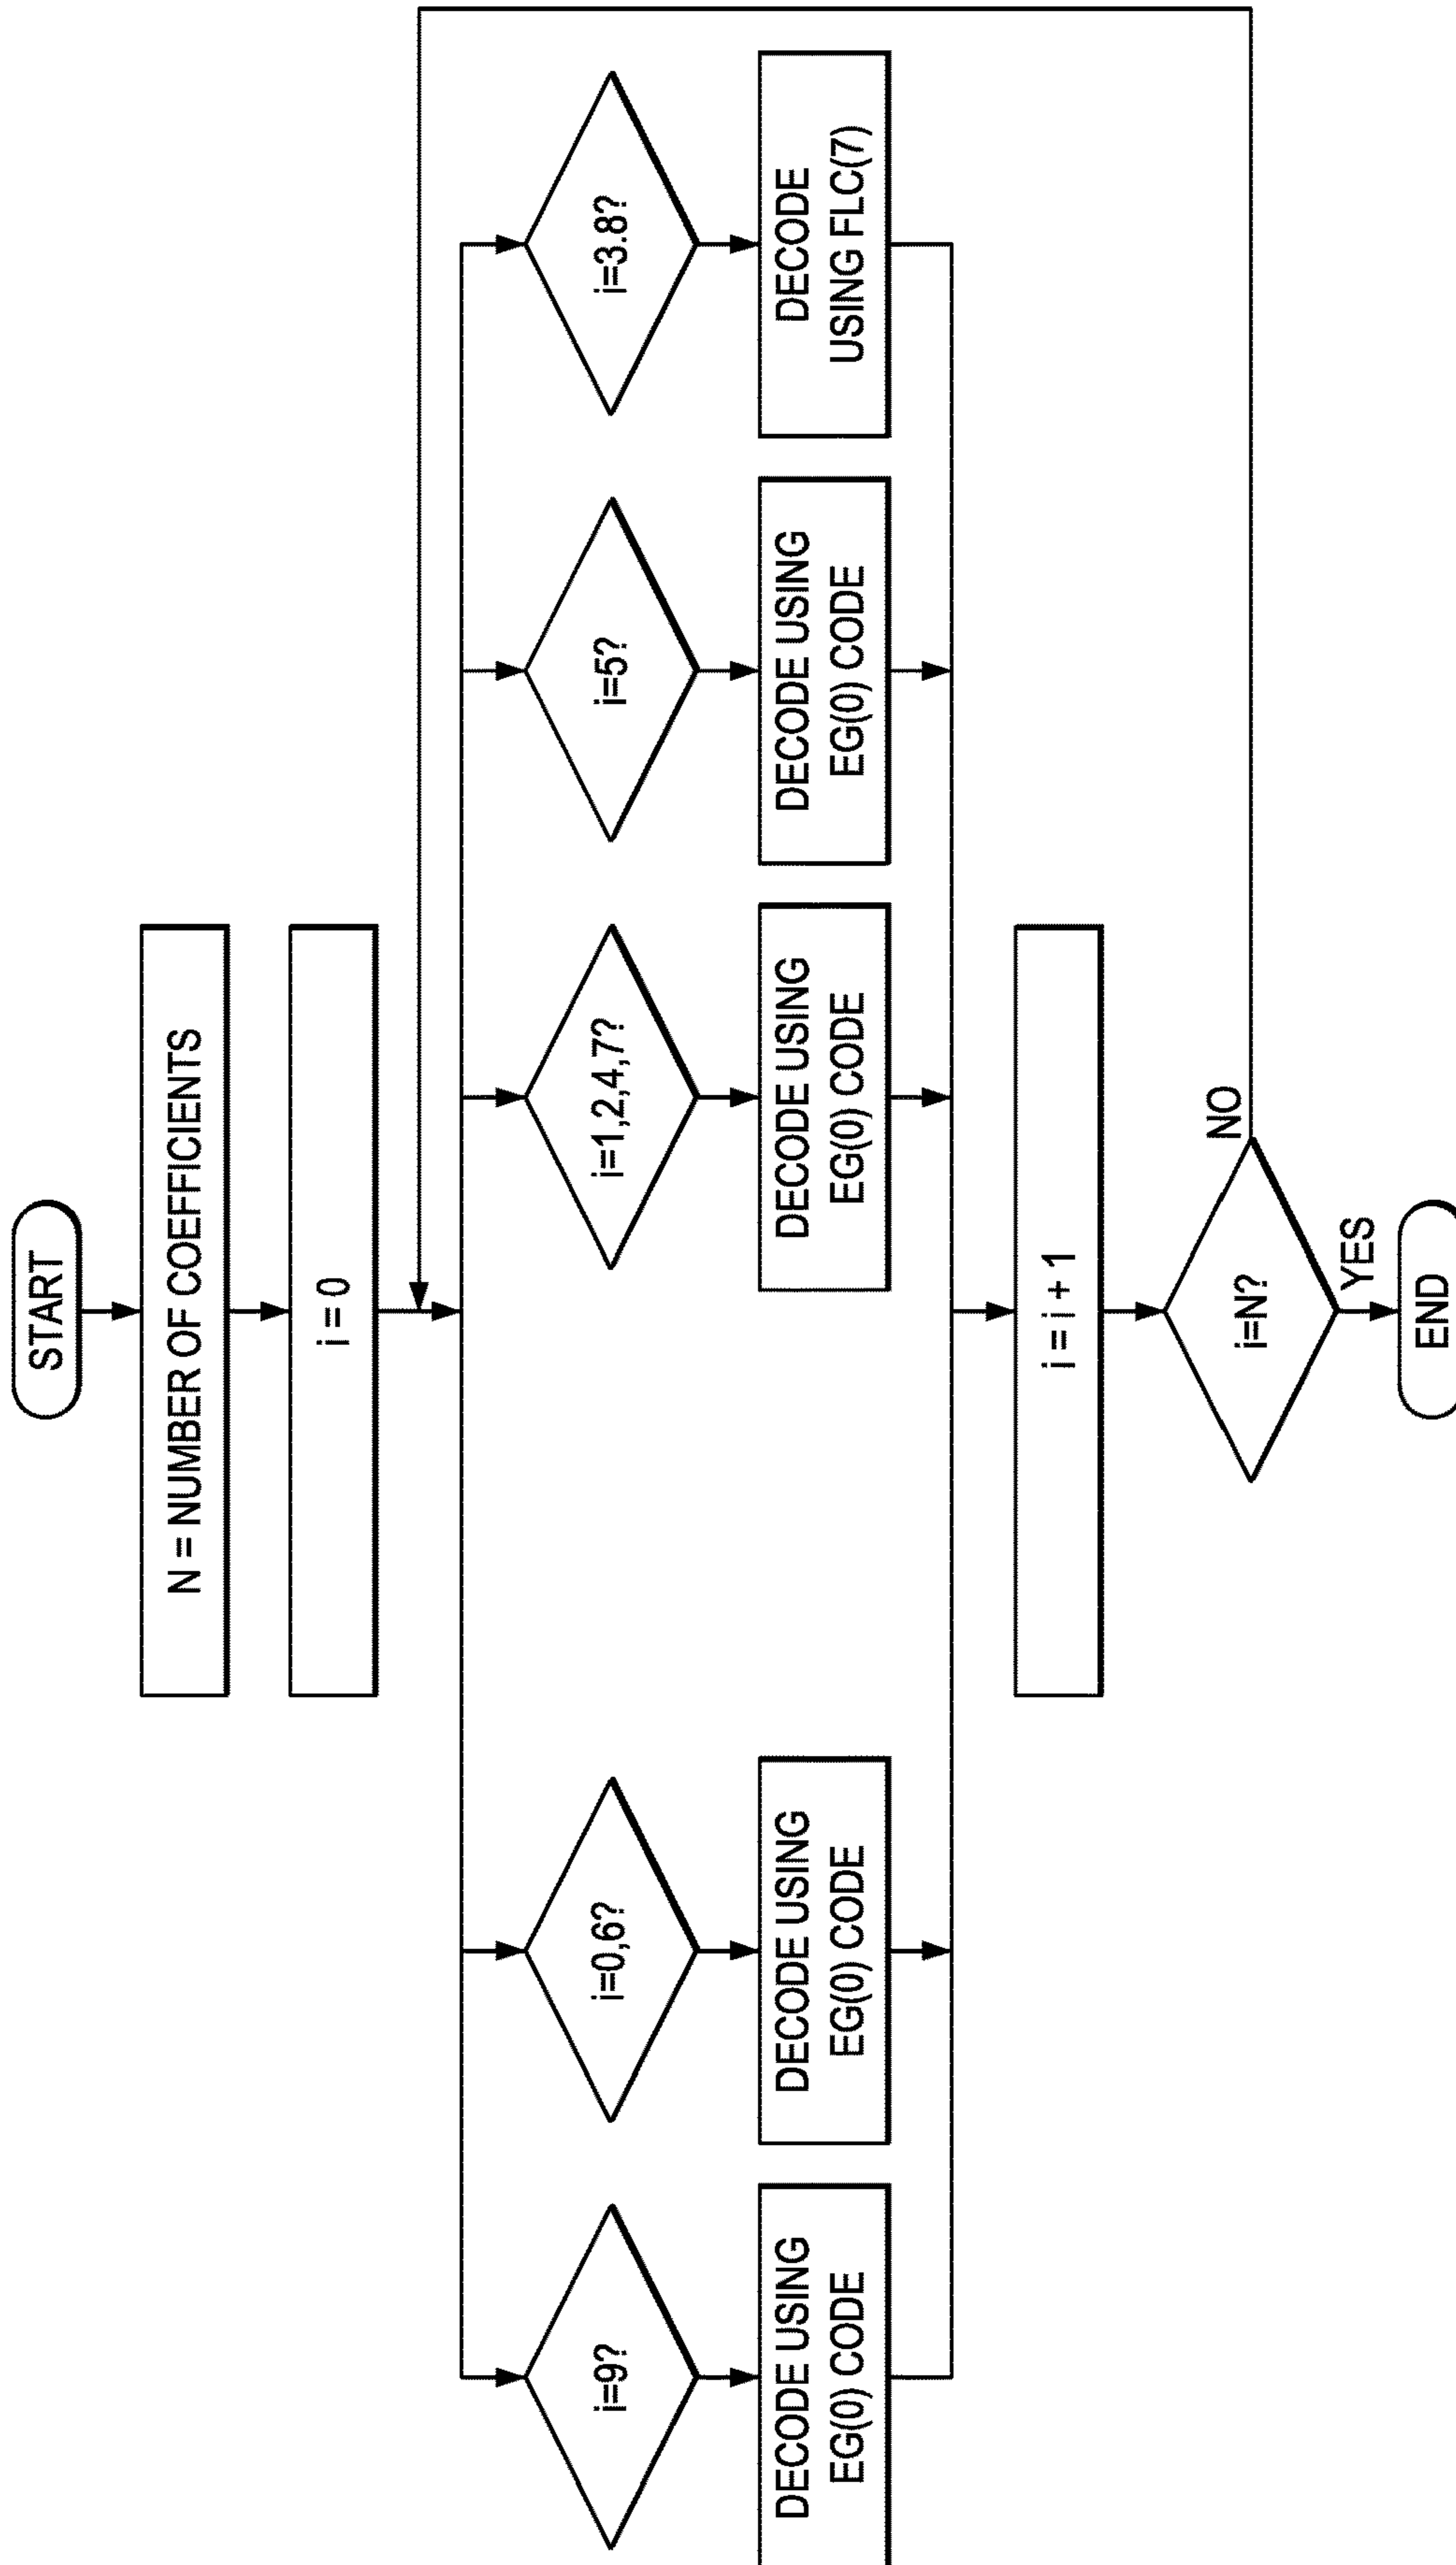 START
N = NUMBER OF COEFFICIENTS
i = 0
i=9?
i=0,6?
i=1,2,4,7?
i=5?
i=3.8?
DECODE USING
EG(0) CODE
DECODE USING
EG(0) CODE
DECODE USING
EG(0) CODE
DECODE USING
EG(0) CODE
DECODE
USING FLC(7)
i = i + 1
i=N?
NO
YES
END